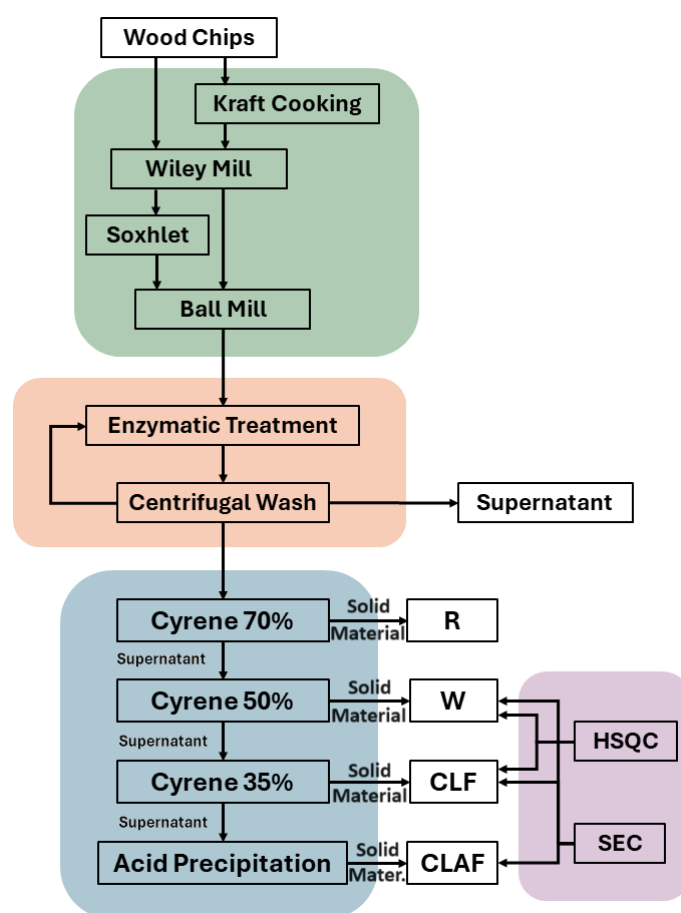 Wood Chips
Kraft Cooking
Wiley Mill
Soxhlet
Ball Mill
Enzymatic Treatment
Centrifugal Wash
Supernatant
Cyrene 70%
Solid
Material
R
Supernatant
Cyrene 50%
Solid
Material
W
HSQC
Supernatant
Cyrene 35%
Solid
Material
CLF
Supernatant
SEC
Acid Precipitation
Solid
Mater.
CLAF